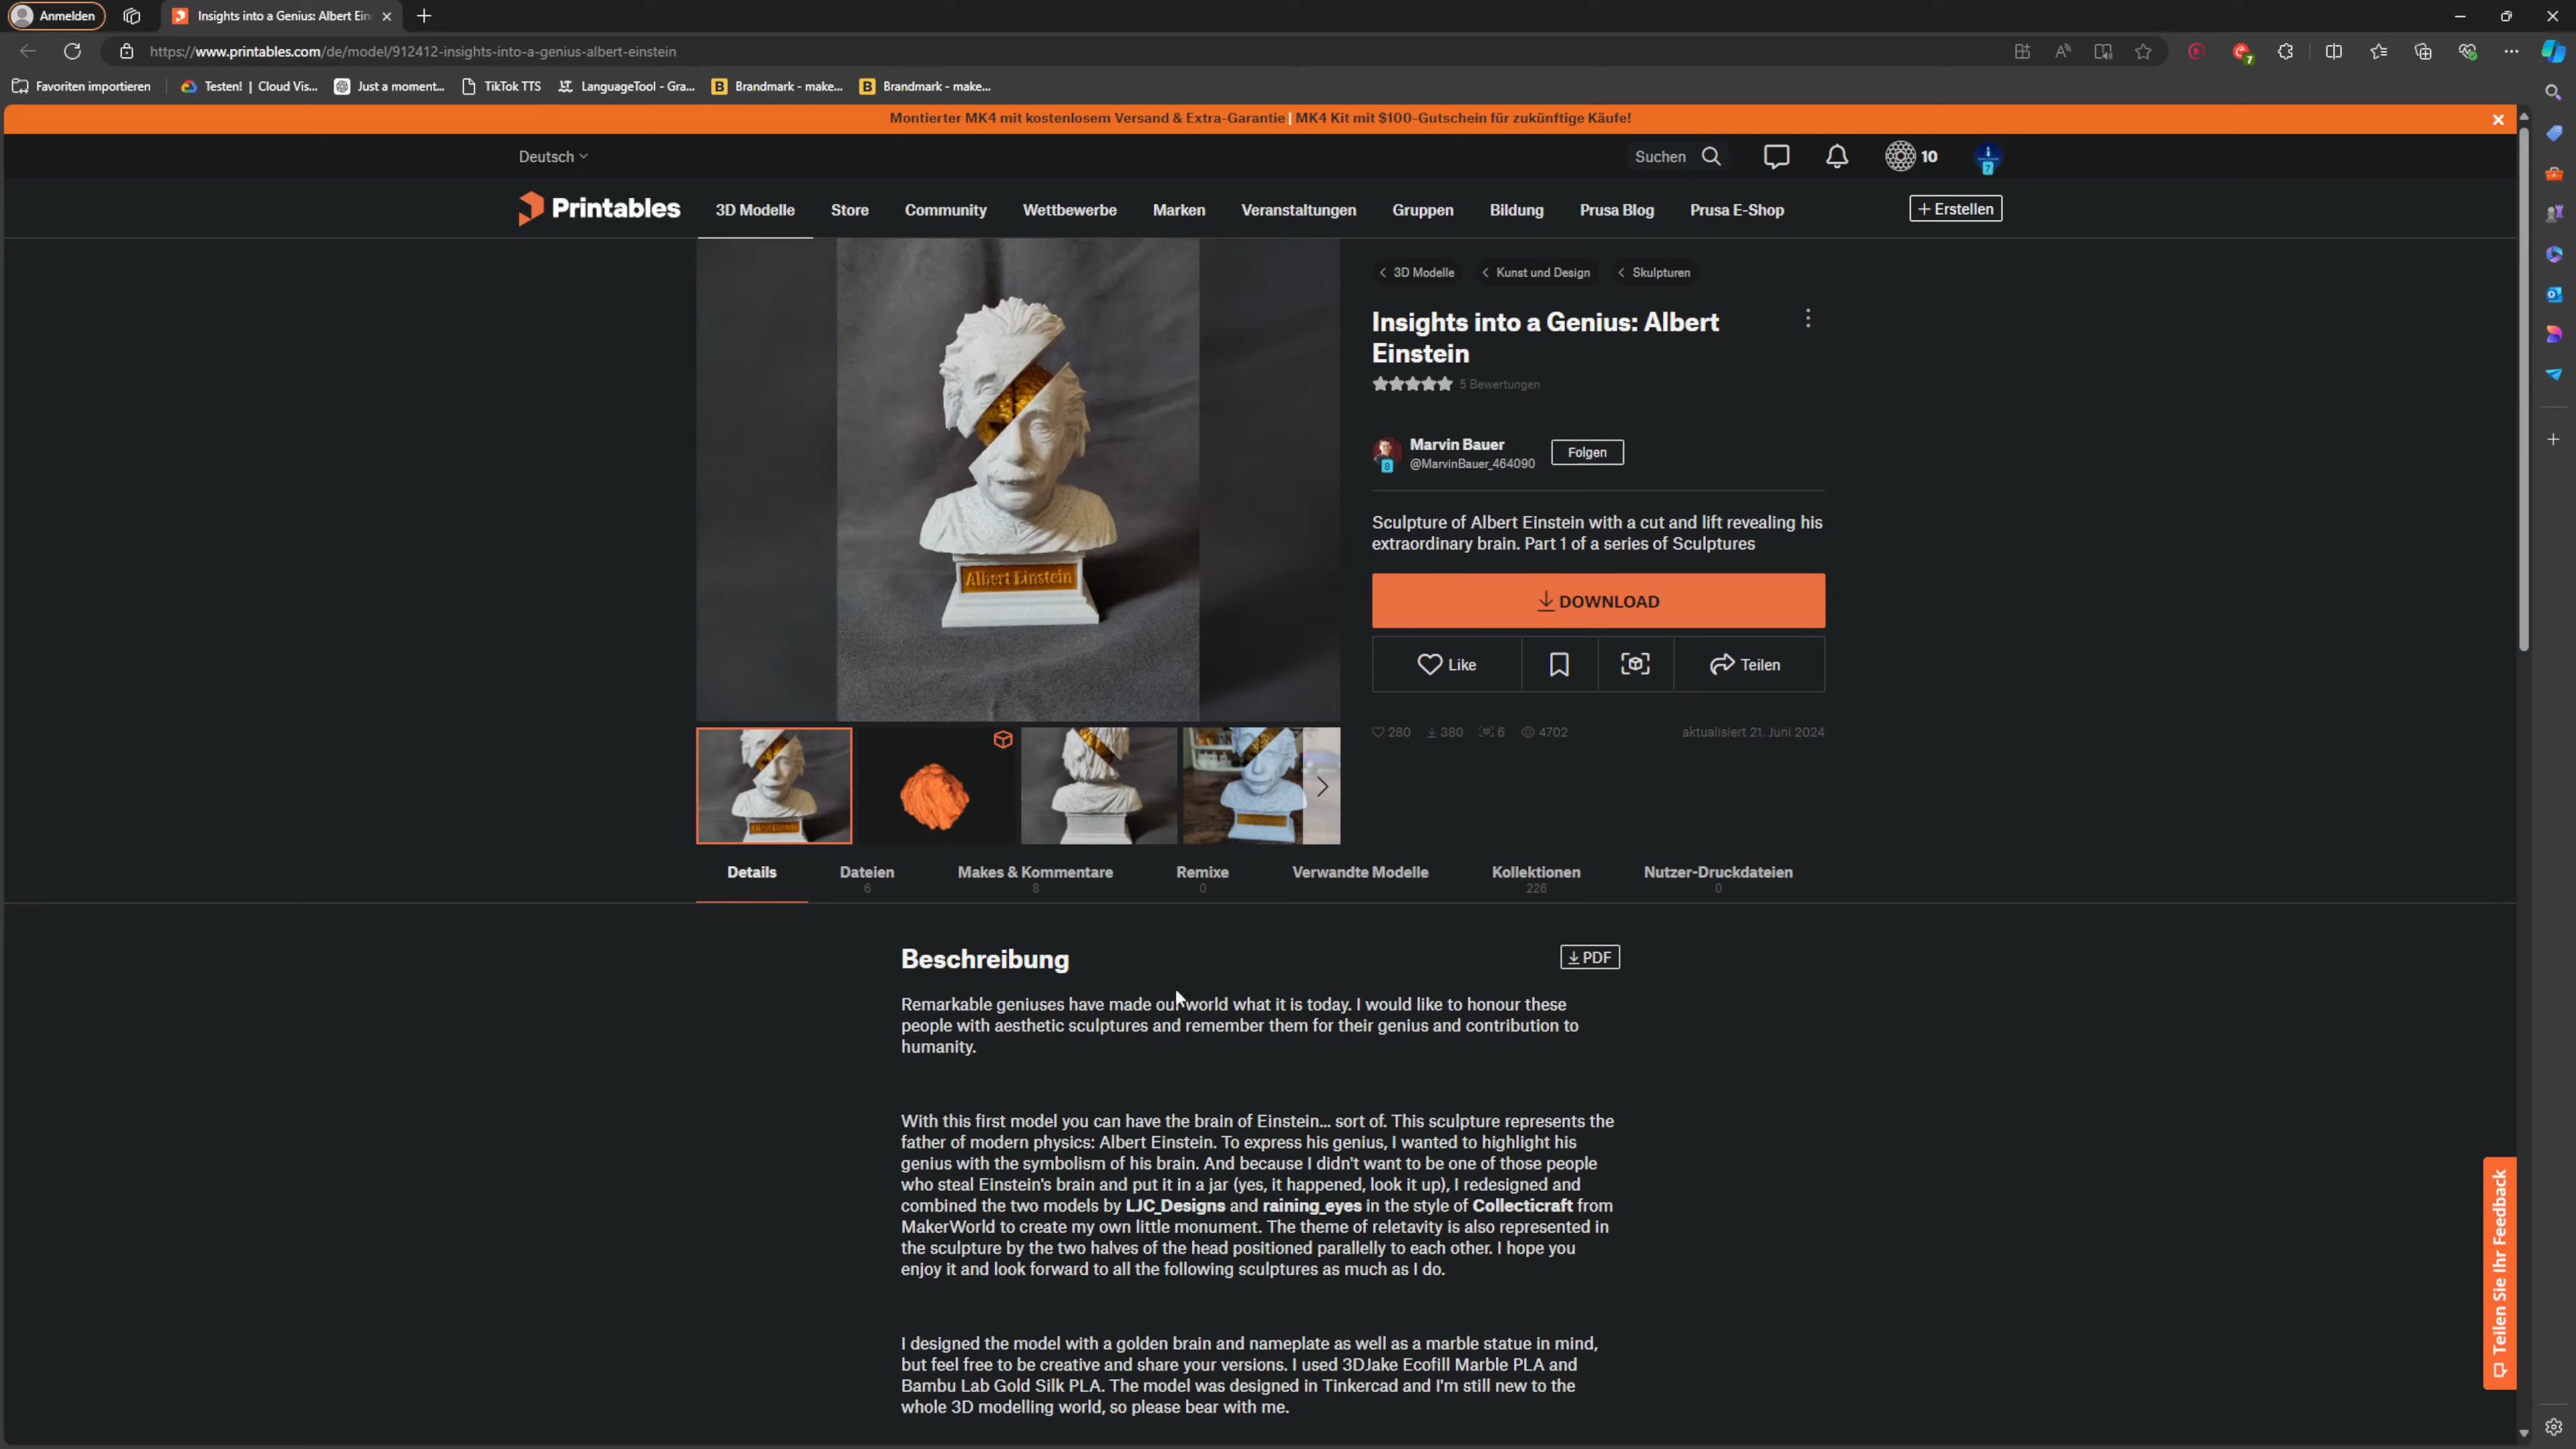 Anmelden
Insights into a Genius: Albert Ein
https://www.printables.com/de/model/912412-insights-into-a-genius-albert-einstein
7
Favoriten importieren
Testen! | Cloud Vis...
Just a moment...
TikTok TTS
LanguageTool - Gra...
Brandmark - make...
Brandmark - make...
Montierter MK4 mit kostenlosem Versand & Extra-Garantie | MK4 Kit mit $100-Gutschein für zukünftige Käufe!
Deutsch
Suchen
10
7
Printables
3D Modelle
Store
Community
Wettbewerbe
Marken
Veranstaltungen
Gruppen
Bildung
Prusa Blog
Prusa E-Shop
+ Erstellen
Albert Einstein
3D Modelle
Kunst und Design
Skulpturen
Insights into a Genius: Albert
Einstein
5 Bewertungen
Marvin Bauer
@MarvinBauer_464090
8
Folgen
Sculpture of Albert Einstein with a cut and lift revealing his
extraordinary brain. Part 1 of a series of Sculptures
DOWNLOAD
Like
Teilen
280
380
6
4702
aktualisiert 21. Juni 2024
Details
Dateien
6
Makes & Kommentare
8
Remixe
0
Verwandte Modelle
Kollektionen
226
Nutzer-Druckdateien
0
Beschreibung
PDF
Remarkable geniuses have made our world what it is today. I would like to honour these
people with aesthetic sculptures and remember them for their genius and contribution to
humanity.
With this first model you can have the brain of Einstein... sort of. This sculpture represents the
father of modern physics: Albert Einstein. To express his genius, I wanted to highlight his
genius with the symbolism of his brain. And because I didn't want to be one of those people
who steal Einstein's brain and put it in a jar (yes, it happened, look it up), I redesigned and
combined the two models by LJC_Designs and raining_eyes in the style of Collecticraft from
MakerWorld to create my own little monument. The theme of reletavity is also represented in
the sculpture by the two halves of the head positioned parallelly to each other. I hope you
enjoy it and look forward to all the following sculptures as much as I do.
I designed the model with a golden brain and nameplate as well as a marble statue in mind,
but feel free to be creative and share your versions. I used 3DJake Ecofill Marble PLA and
Bambu Lab Gold Silk PLA. The model was designed in Tinkercad and I'm still new to the
whole 3D modelling world, so please bear with me.
Teilen Sie Ihr Feedback